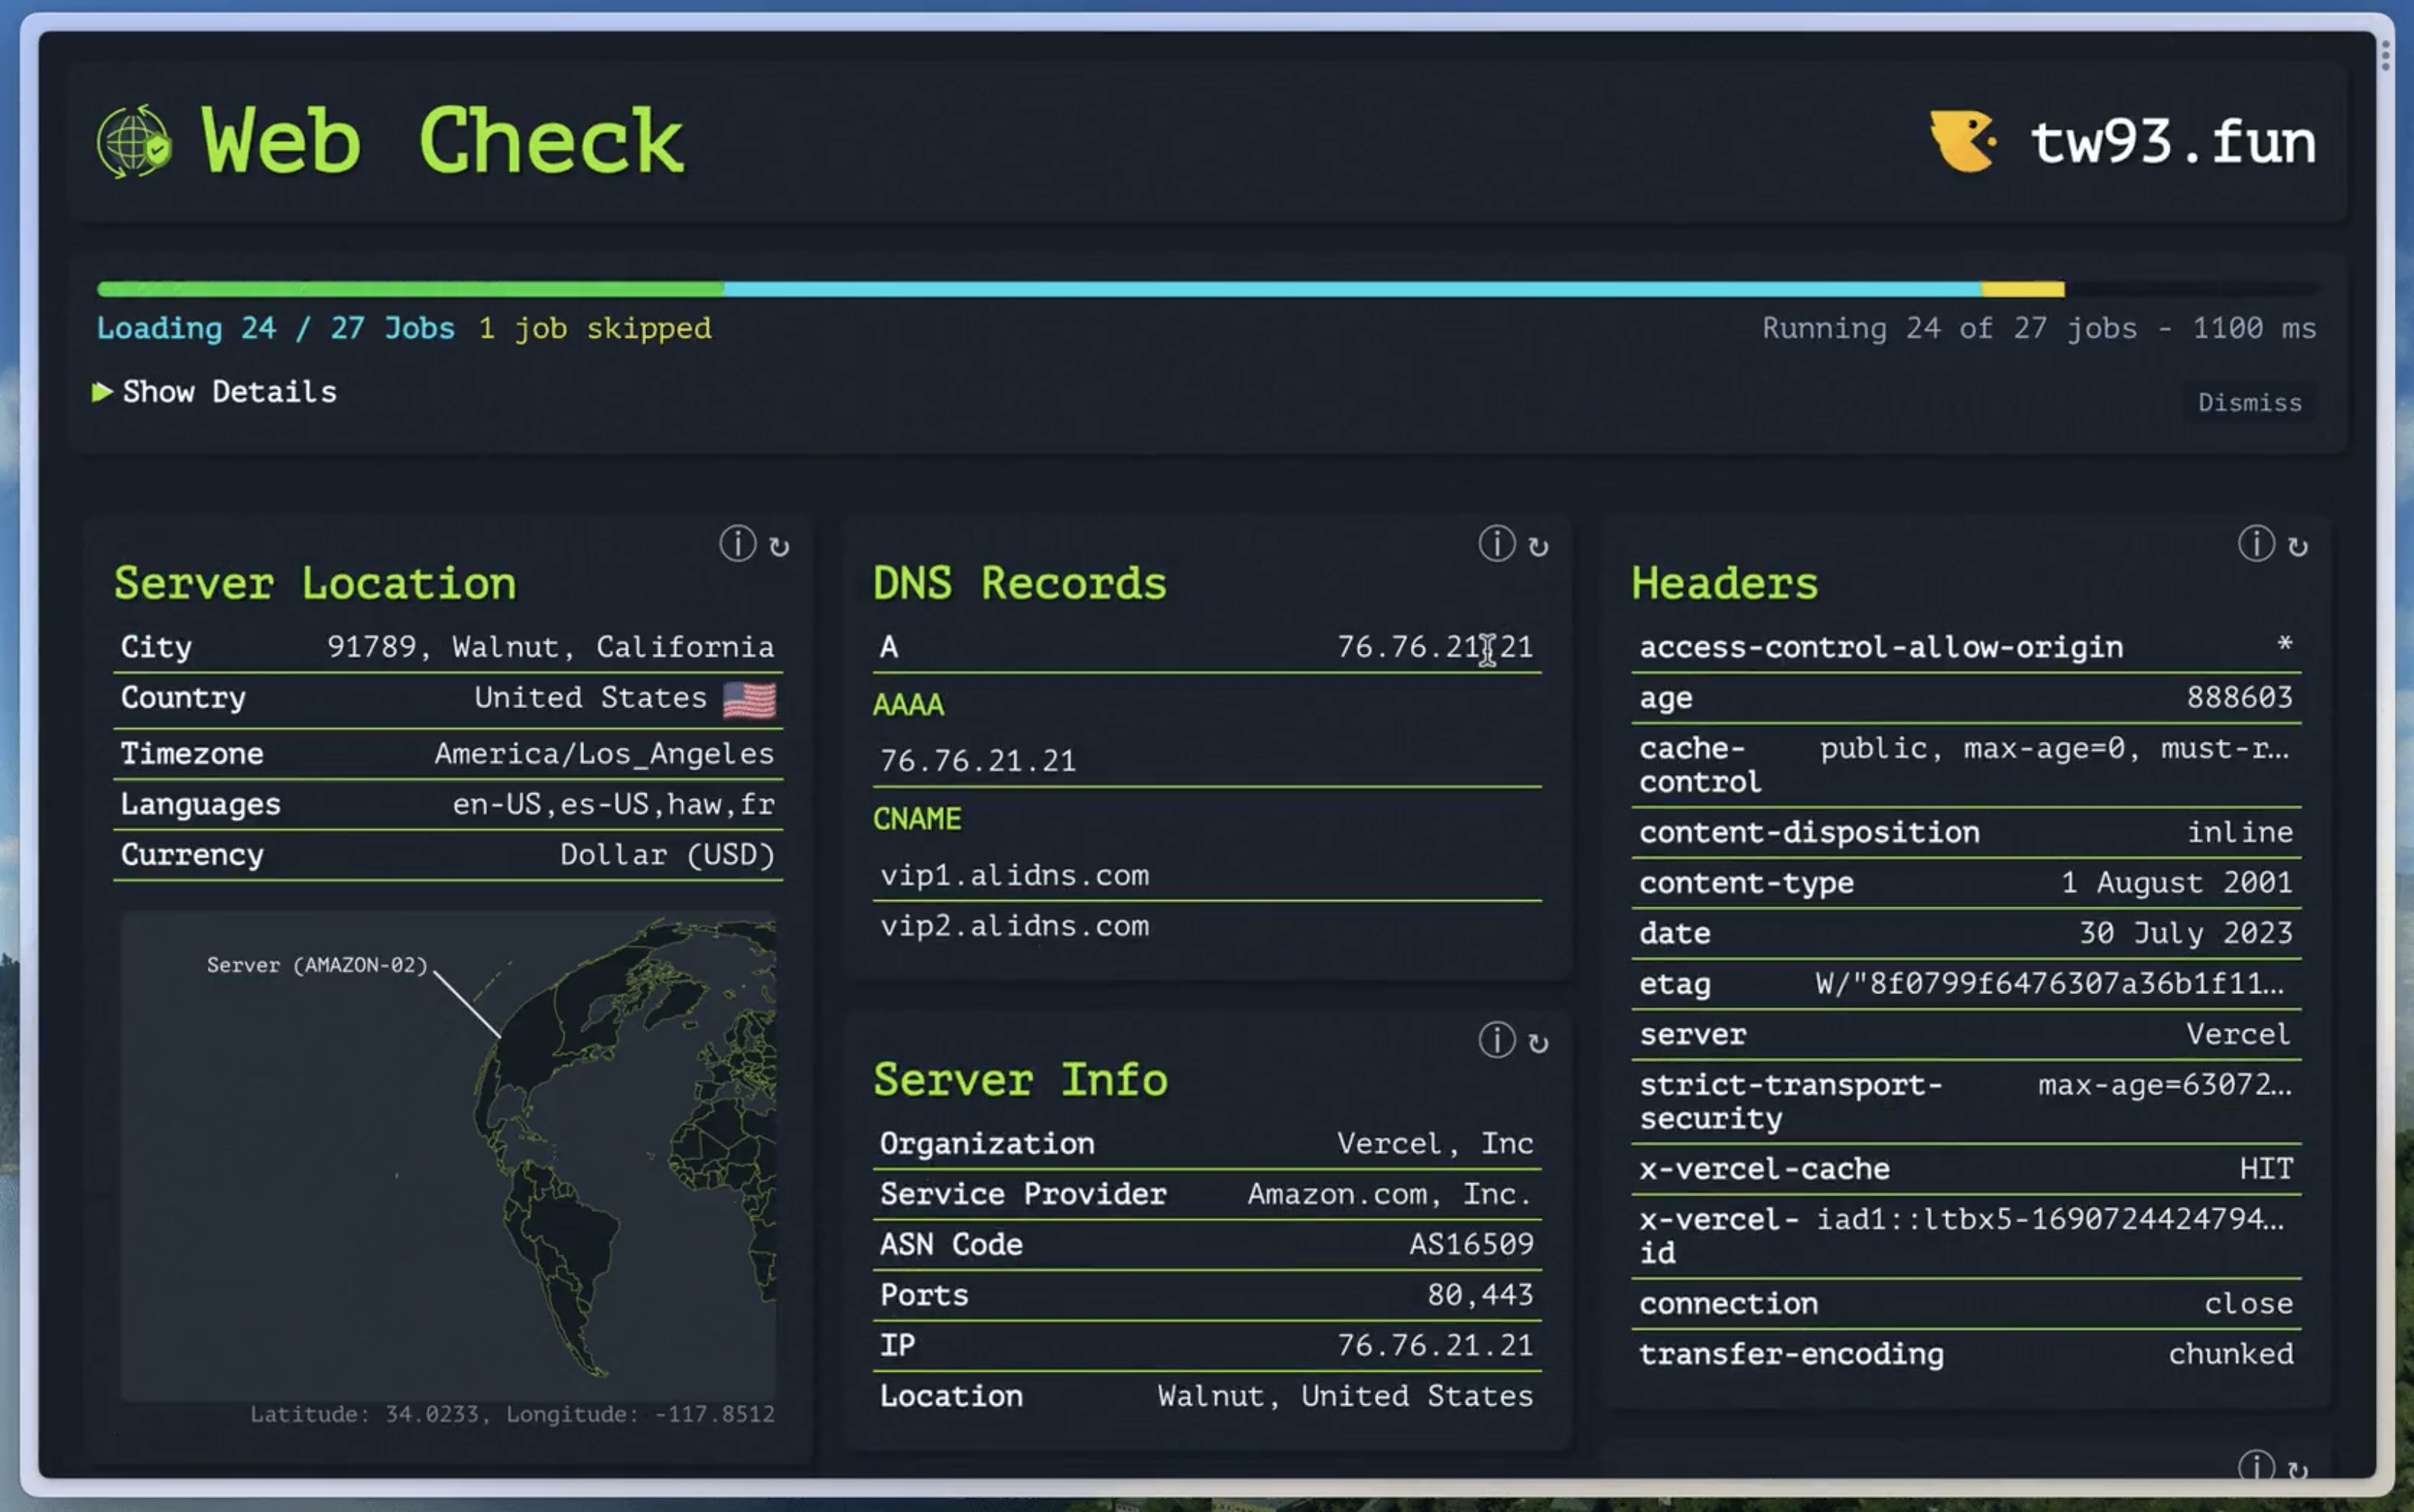 Web Check
tw93.fun
Loading 24 / 27 Jobs 1 job skipped
Running 24 of 27 jobs - 1100 ms
Show Details
Dismiss
Server Location
City 91789, Walnut, California
Country United States
Timezone America/Los_Angeles
Languages en-US,es-US,haw,fr
Currency Dollar (USD)
Server (AMAZON-02)
Latitude: 34.0233, Longitude: -117.8512
DNS Records
A 76.76.21.21
AAAA
76.76.21.21
CNAME
vip1.alidns.com
vip2.alidns.com
Server Info
Organization Vercel, Inc
Service Provider Amazon.com, Inc.
ASN Code AS16509
Ports 80,443
IP 76.76.21.21
Location Walnut, United States
Headers
access-control-allow-origin *
age 888603
cache- public, max-age=0, must-r…
control
content-disposition inline
content-type 1 August 2001
date 30 July 2023
etag W/"8f0799f6476307a36b1f11…
server Vercel
strict-transport- max-age=63072…
security
x-vercel-cache HIT
x-vercel- iad1::ltbx5-1690724424794…
id
connection close
transfer-encoding chunked